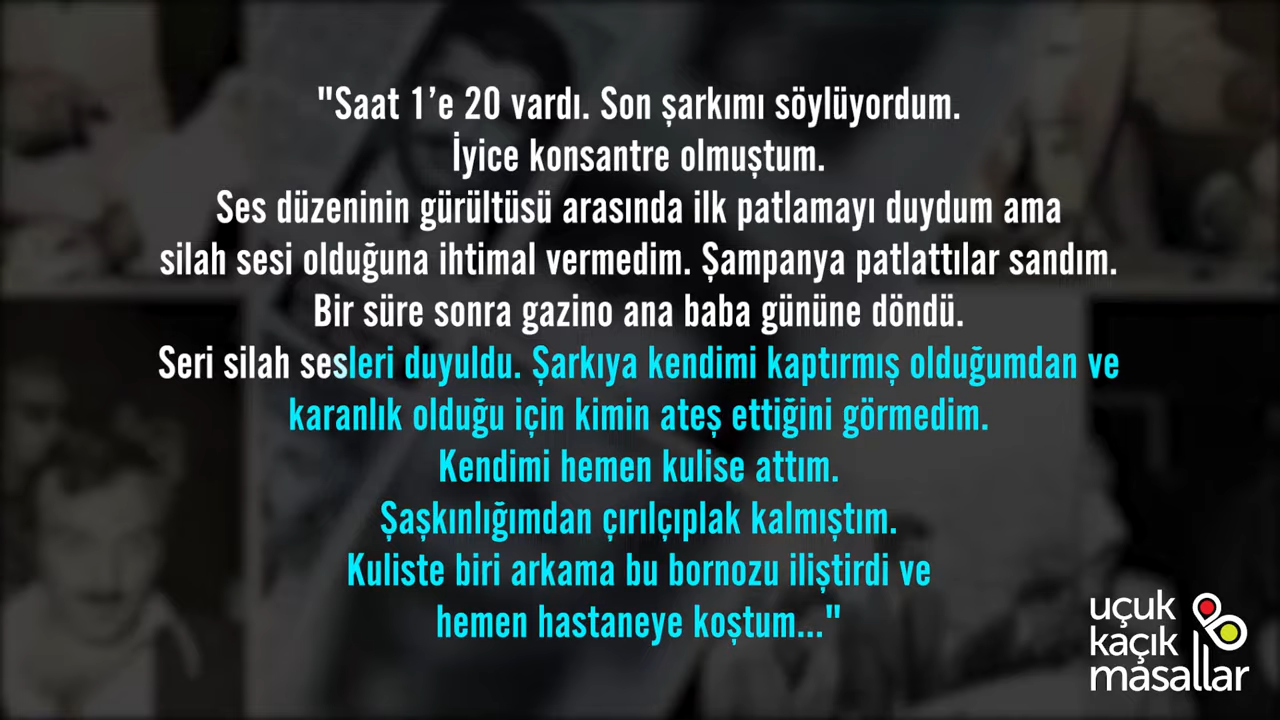 "Saat 1’e 20 vardı. Son şarkımı söylüyordum.
İyice konsantre olmuştum.
Ses düzeninin gürültüsü arasında ilk patlamayı duydum ama
silah sesi olduğuna ihtimal vermedim. Şampanya patlattılar sandım.
Bir süre sonra gazino ana baba gününe döndü.
Seri silah sesleri duyuldu. Şarkıya kendimi kaptırmış olduğumdan ve
karanlık olduğu için kimin ateş ettiğini görmedim.
Kendimi hemen kulise attım.
Şaşkınlığımdan çırılçıplak kalmıştım.
Kuliste biri arkama bu bornozu iliştirdi ve
hemen hastaneye koştum..."
uçuk
kaçık
masallar